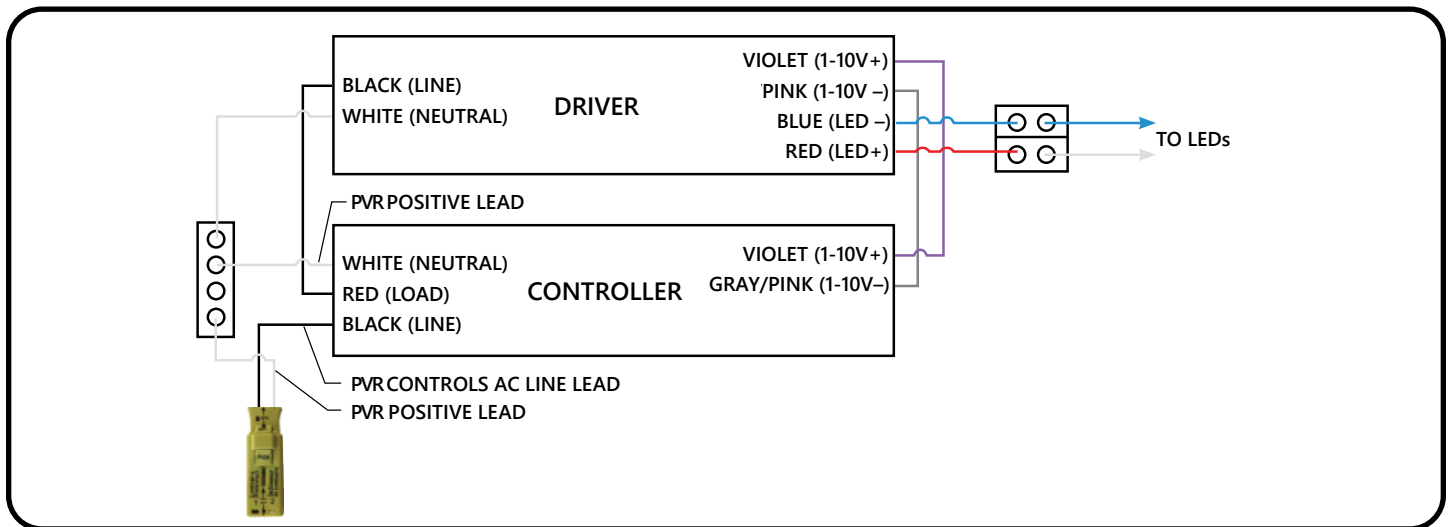 BLACK (LINE)
WHITE (NEUTRAL)
DRIVER
VIOLET (1-10V+)
PINK (1-10V –)
BLUE (LED –)
RED (LED+)
TO LEDs
PVR POSITIVE LEAD
WHITE (NEUTRAL)
RED (LOAD)
BLACK (LINE)
CONTROLLER
VIOLET (1-10V+)
GRAY/PINK (1-10V–)
PVR CONTROLS AC LINE LEAD
PVR POSITIVE LEAD